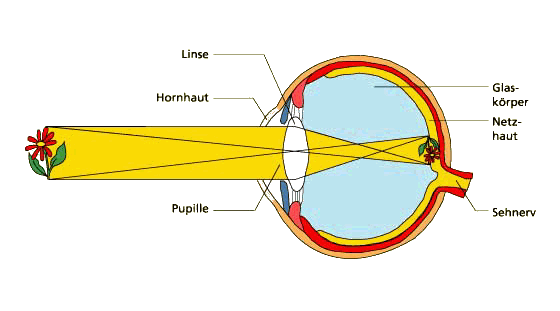 Linse
Hornhaut
Pupille
Glas-
körper
Netz-
haut
Sehnerv